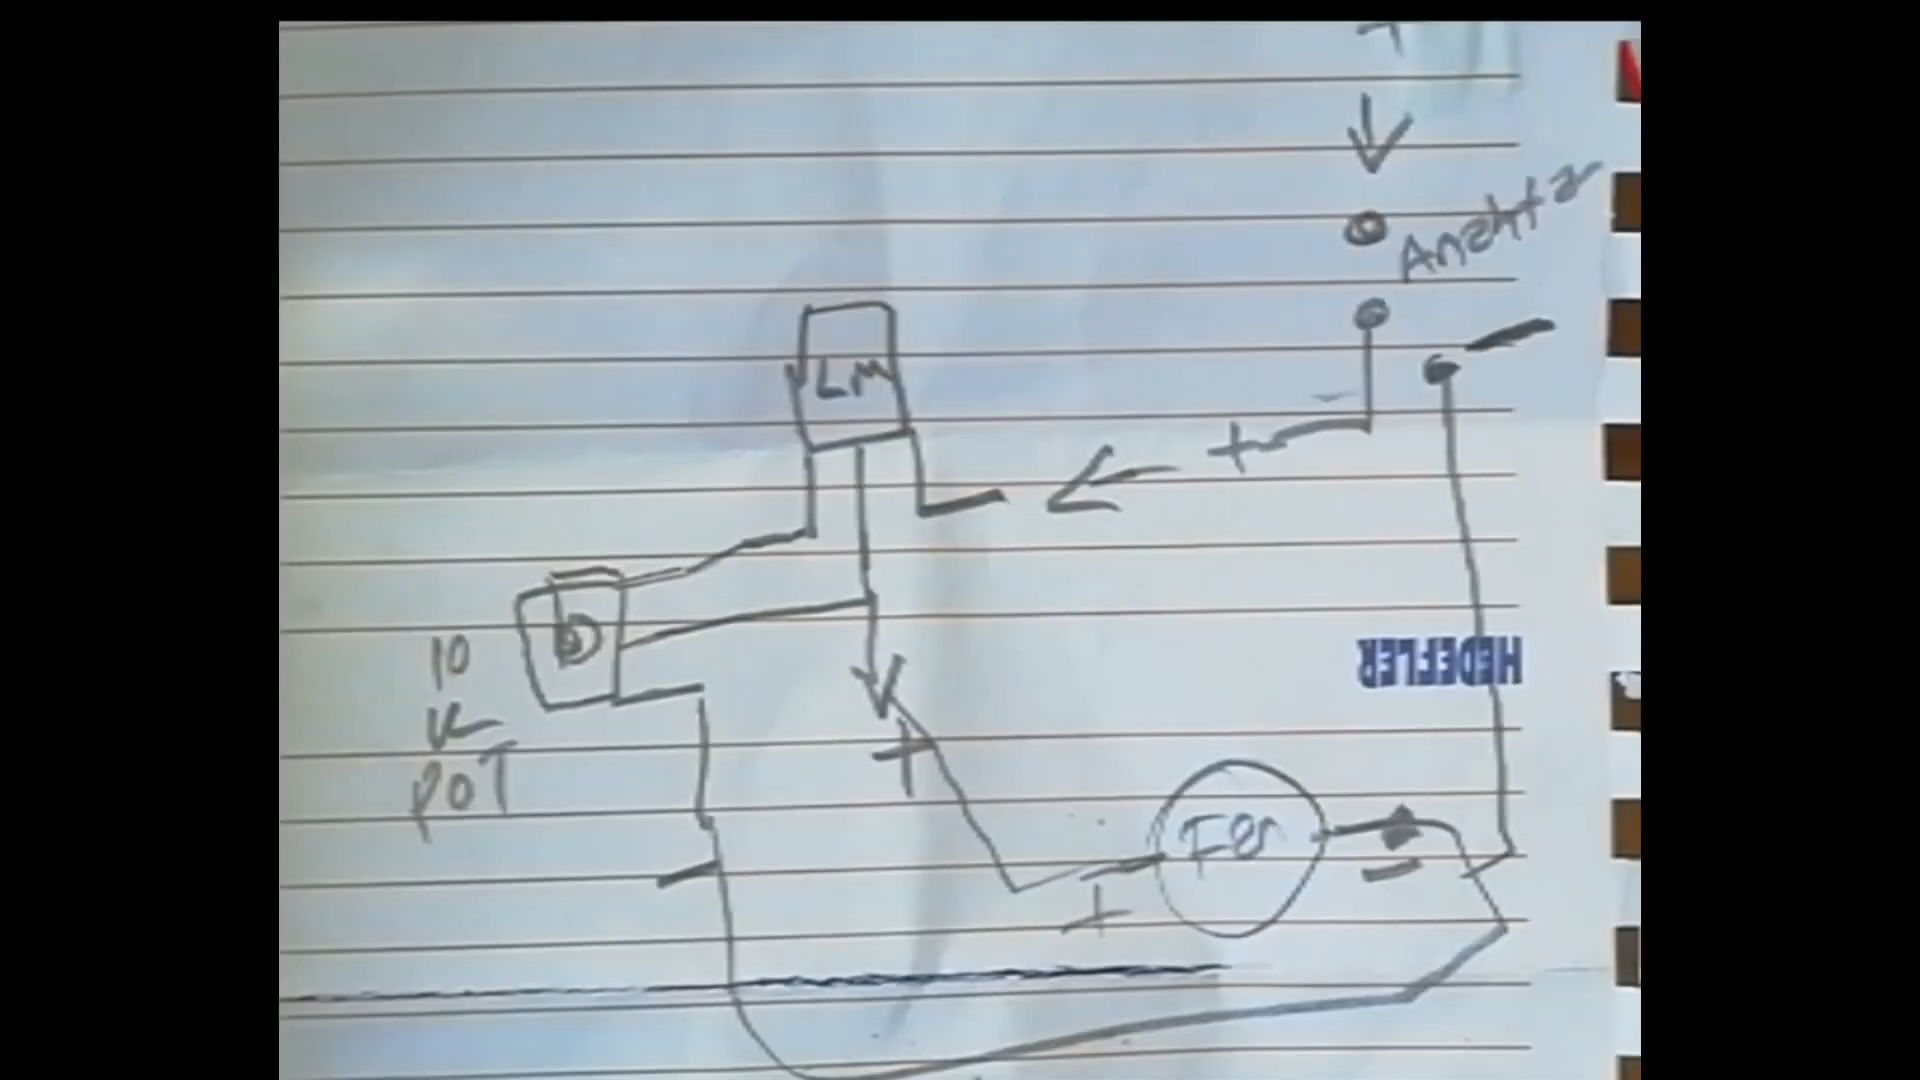 Anahtar
LM
+
HEDEFLER
10
K
POT
+
Fan
+
-